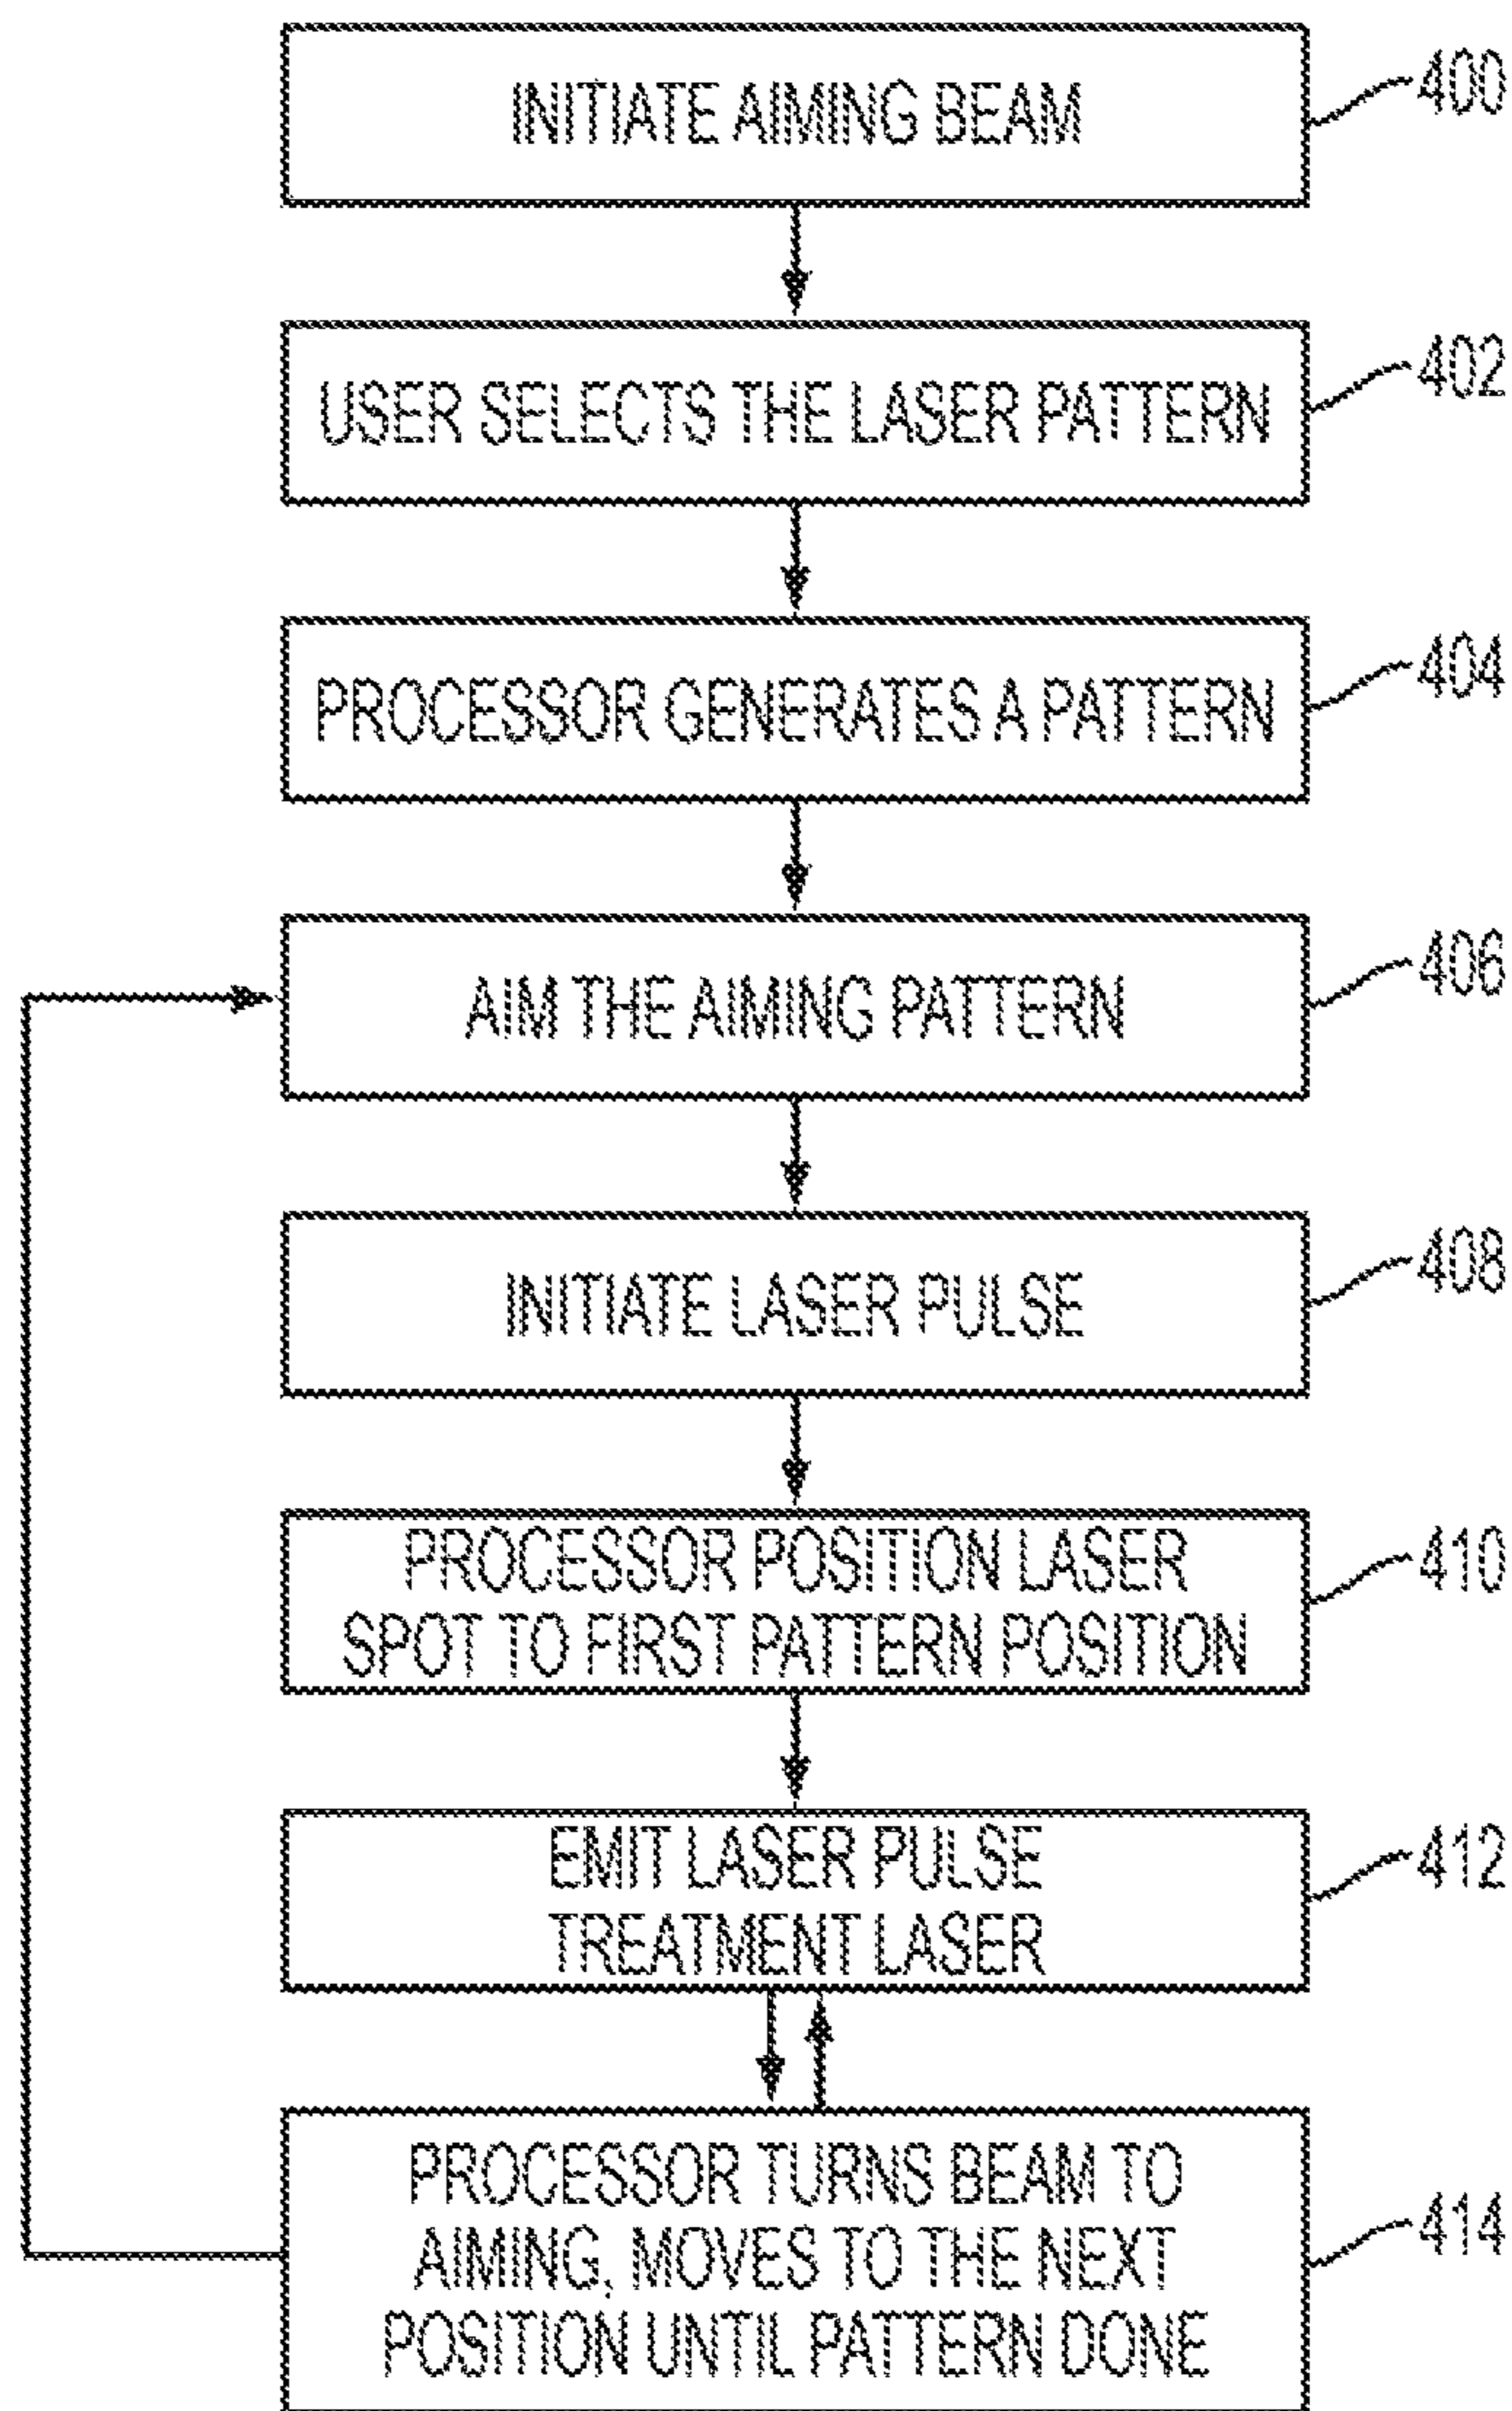 INITIATE AIMING BEAM
400
USER SELECTS THE LASER PATTERN
402
PROCESSOR GENERATES A PATTERN
404
AIM THE AIMING PATTERN
406
INITIATE LASER PULSE
408
PROCESSOR POSITION LASER
SPOT TO FIRST PATTERN POSITION
410
EMIT LASER PULSE
TREATMENT LASER
412
PROCESSOR TURNS BEAM TO
AIMING, MOVES TO THE NEXT
POSITION UNTIL PATTERN DONE
414